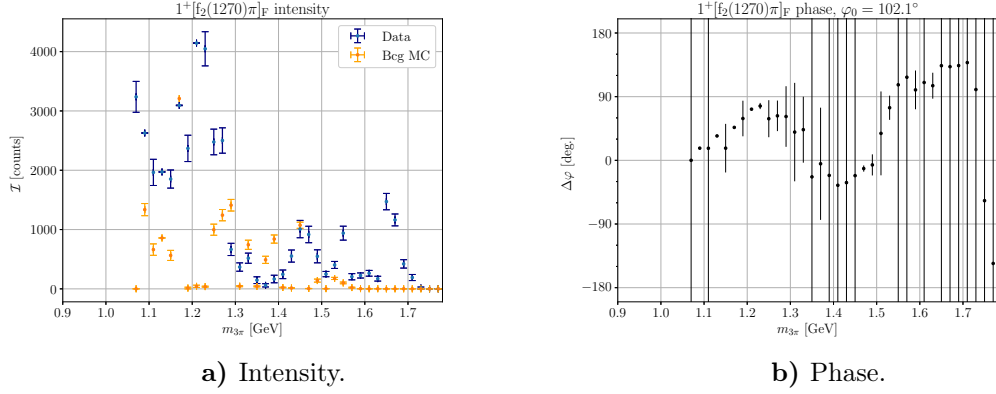 1⁺[f₂(1270)π]_F intensity
Data
Bcg MC
4000
3000
2000
1000
0
ℐ [counts]
0.9 1.0 1.1 1.2 1.3 1.4 1.5 1.6 1.7
m₃π [GeV]
a) Intensity.
1⁺[f₂(1270)π]_F phase, φ₀ = 102.1°
180
90
0
−90
−180
Δφ [deg.]
0.9 1.0 1.1 1.2 1.3 1.4 1.5 1.6 1.7
m₃π [GeV]
b) Phase.